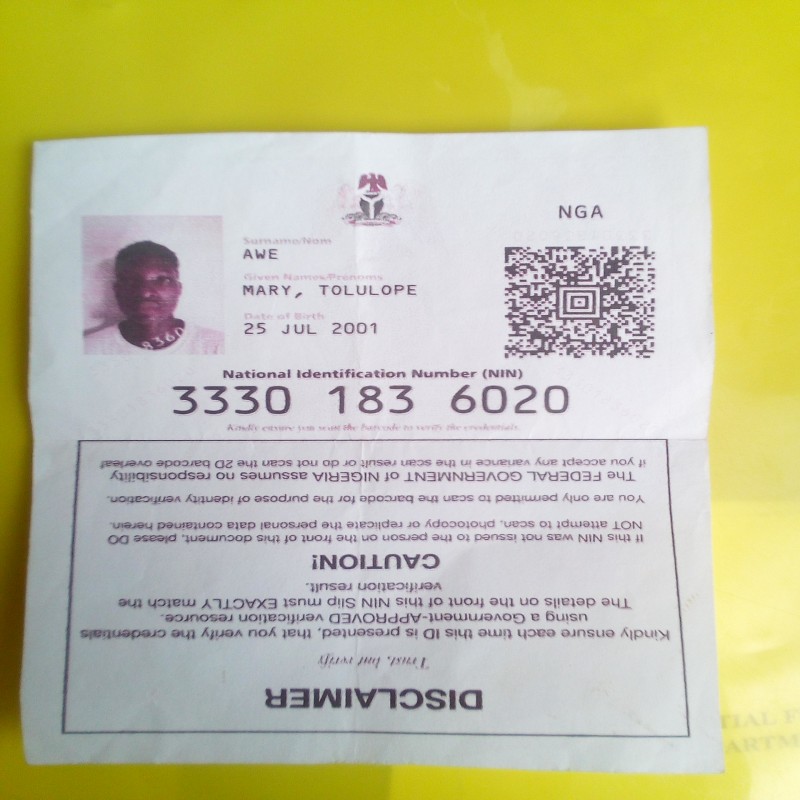 NGA
Surname/Nom
AWE
Given Names/Prenoms
MARY, TOLULOPE
Date of Birth
25 JUL 2001
8360
National Identification Number (NIN)
3330 183 6020
Kindly ensure you scan the barcode to verify the credentials.
DISCLAIMER
Trust, but verify
Kindly ensure each time this ID is presented, that you verify the credentials
using a Government-APPROVED verification resource.
The details on the front of this NIN Slip must EXACTLY match the
verification result.
CAUTION!
If this NIN was not issued to the person on the front of this document, please DO
NOT attempt to scan, photocopy or replicate the personal data contained herein.
You are only permitted to scan the barcode for the purpose of identity verification.
The FEDERAL GOVERNMENT of NIGERIA assumes no responsibility
if you accept any variance in the scan result or do not scan the 2D barcode overleaf
TIAL F
ARTM